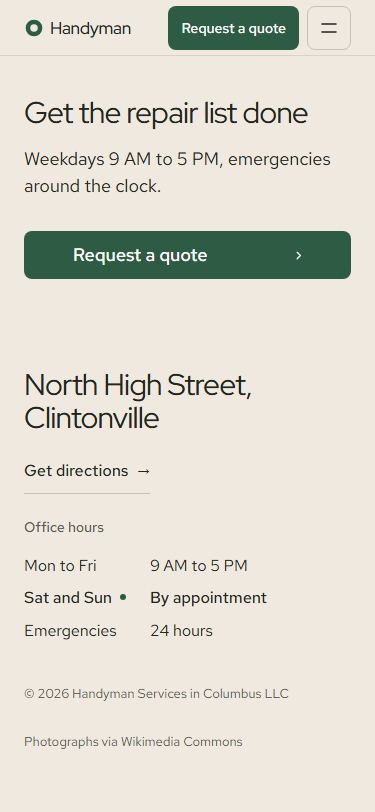 Handyman
Request a quote
Get the repair list done
Weekdays 9 AM to 5 PM, emergencies
around the clock.
Request a quote ›
North High Street,
Clintonville
Get directions →
Office hours
Mon to Fri 9 AM to 5 PM
Sat and Sun • By appointment
Emergencies 24 hours
© 2026 Handyman Services in Columbus LLC
Photographs via Wikimedia Commons